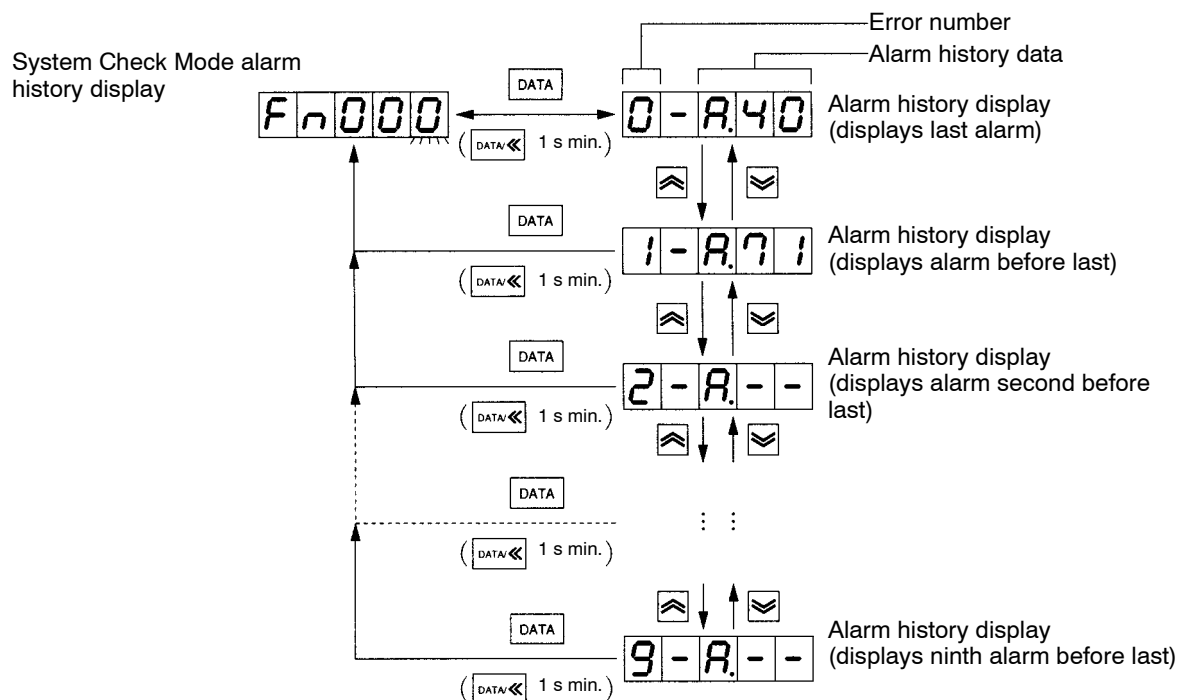 Error number
Alarm history data
System Check Mode alarm
history display
DATA
Fn000
0-A.40
(DATA/≪ 1 s min.)
Alarm history display
(displays last alarm)
DATA
1-A.71
(DATA/≪ 1 s min.)
Alarm history display
(displays alarm before last)
DATA
2-A.--
(DATA/≪ 1 s min.)
Alarm history display
(displays alarm second before
last)
DATA
(DATA/≪ 1 s min.)
DATA
9-A.--
(DATA/≪ 1 s min.)
Alarm history display
(displays ninth alarm before last)